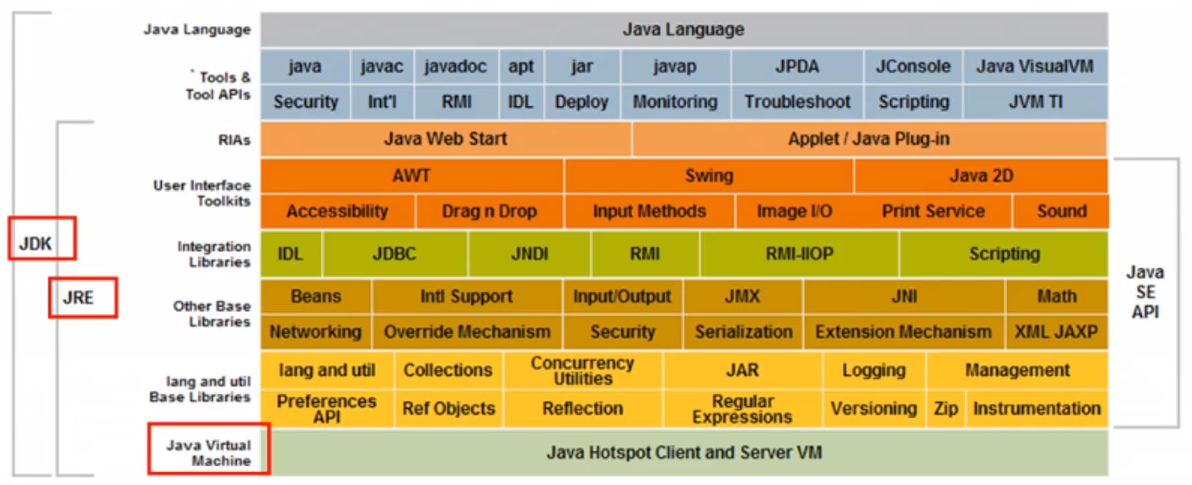 Java Language
Java Language
` Tools &
Tool APIs
java javac javadoc apt jar javap JPDA JConsole Java VisualVM
Security Int'l RMI IDL Deploy Monitoring Troubleshoot Scripting JVM TI
RIAs
Java Web Start Applet / Java Plug-in
User Interface
Toolkits
AWT Swing Java 2D
Accessibility Drag n Drop Input Methods Image I/O Print Service Sound
JDK
Integration
Libraries
IDL JDBC JNDI RMI RMI-IIOP Scripting
Java
SE
API
JRE
Other Base
Libraries
Beans Intl Support Input/Output JMX JNI Math
Networking Override Mechanism Security Serialization Extension Mechanism XML JAXP
lang and util
Base Libraries
lang and util Collections Concurrency
Utilities JAR Logging Management
Preferences
API Ref Objects Reflection Regular
Expressions Versioning Zip Instrumentation
Java Virtual
Machine
Java Hotspot Client and Server VM